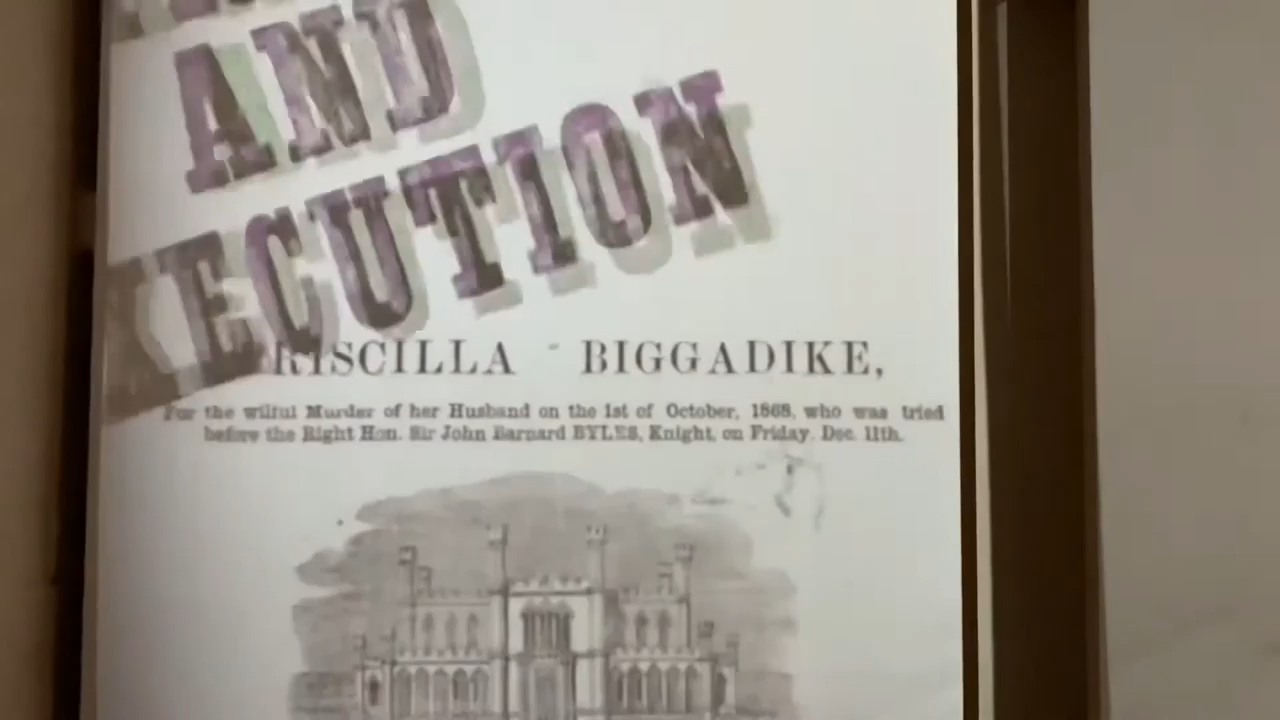 AND
XECUTION
RISCILLA - BIGGADIKE,
For the wilful Murder of her Husband on the 1st of October, 1868, who was tried
before the Right Hon. Sir John Barnard BYLES, Knight, on Friday. Dec. 11th.